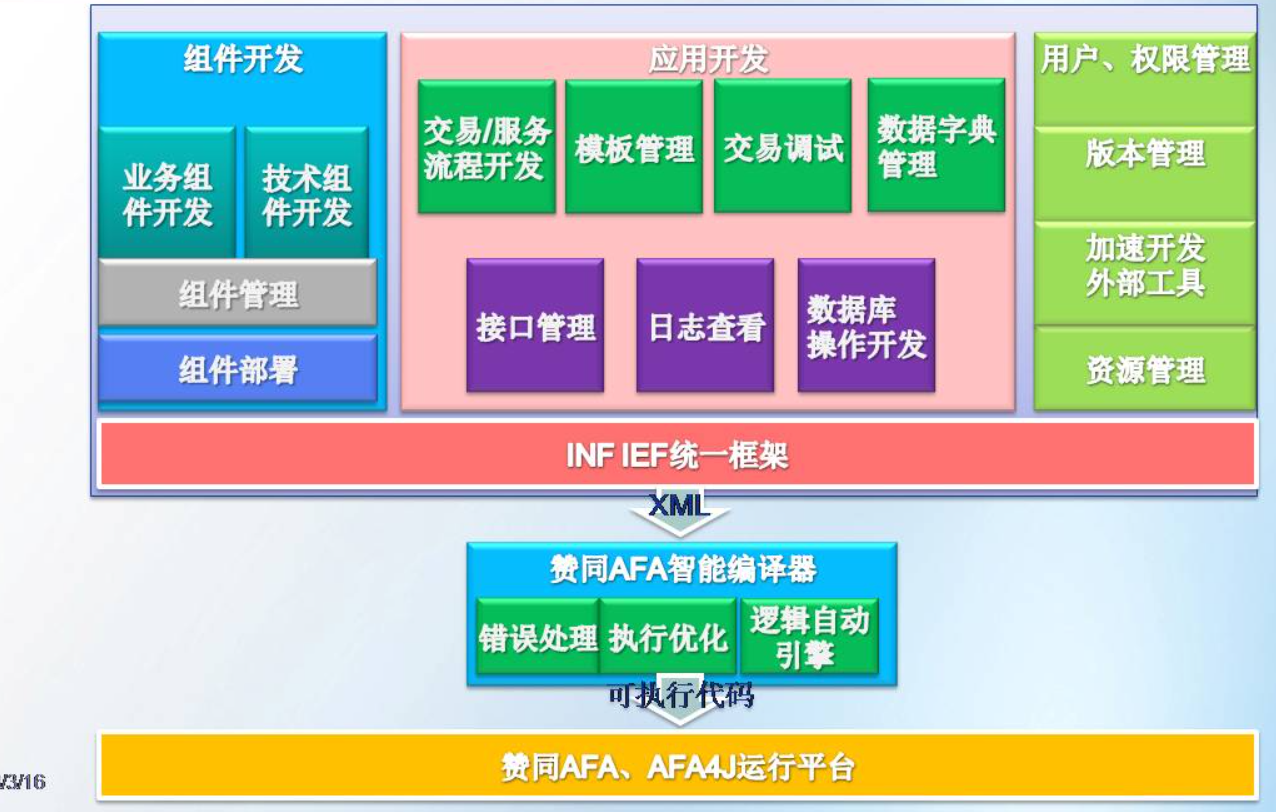 组件开发
业务组
件开发
技术组
件开发
组件管理
组件部署
应用开发
交易/服务
流程开发
模板管理
交易调试
数据字典
管理
接口管理
日志查看
数据库
操作开发
用户、权限管理
版本管理
加速开发
外部工具
资源管理
INF IEF统一框架
XML
赞同AFA智能编译器
错误处理
执行优化
逻辑自动
引擎
可执行代码
赞同AFA、AFA4J运行平台